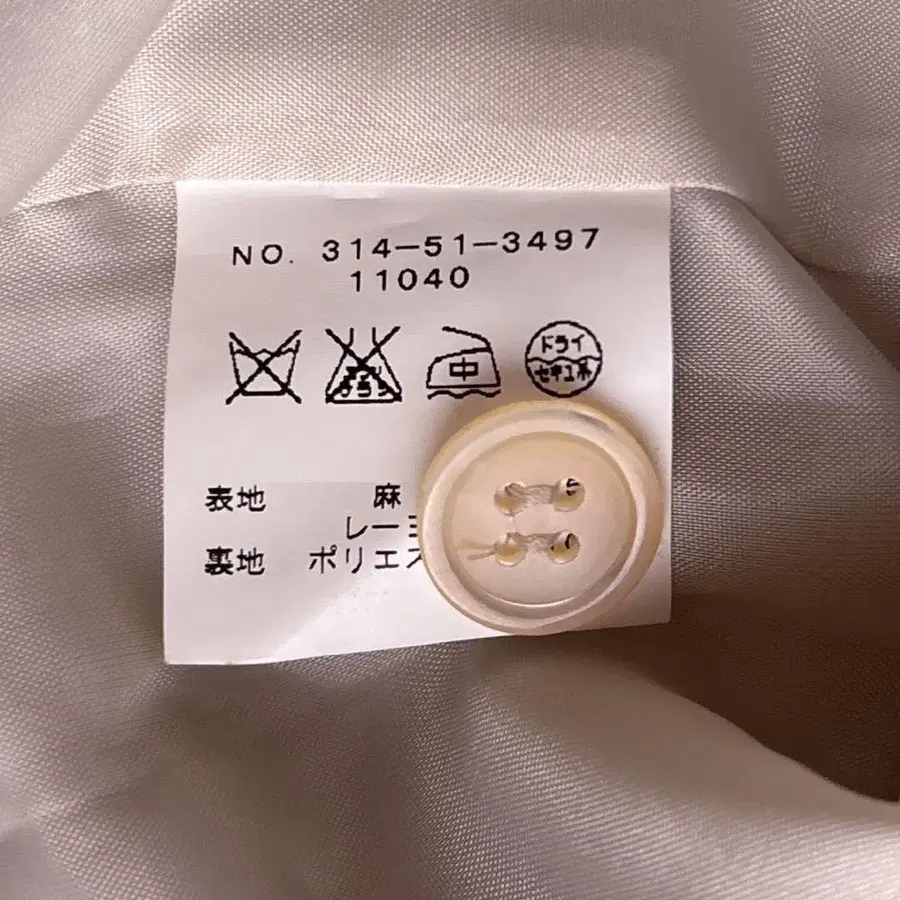 NO. 314-51-3497
11040
中
ドライ
セキユ系
表地 麻
レーヨ
裏地 ポリエス